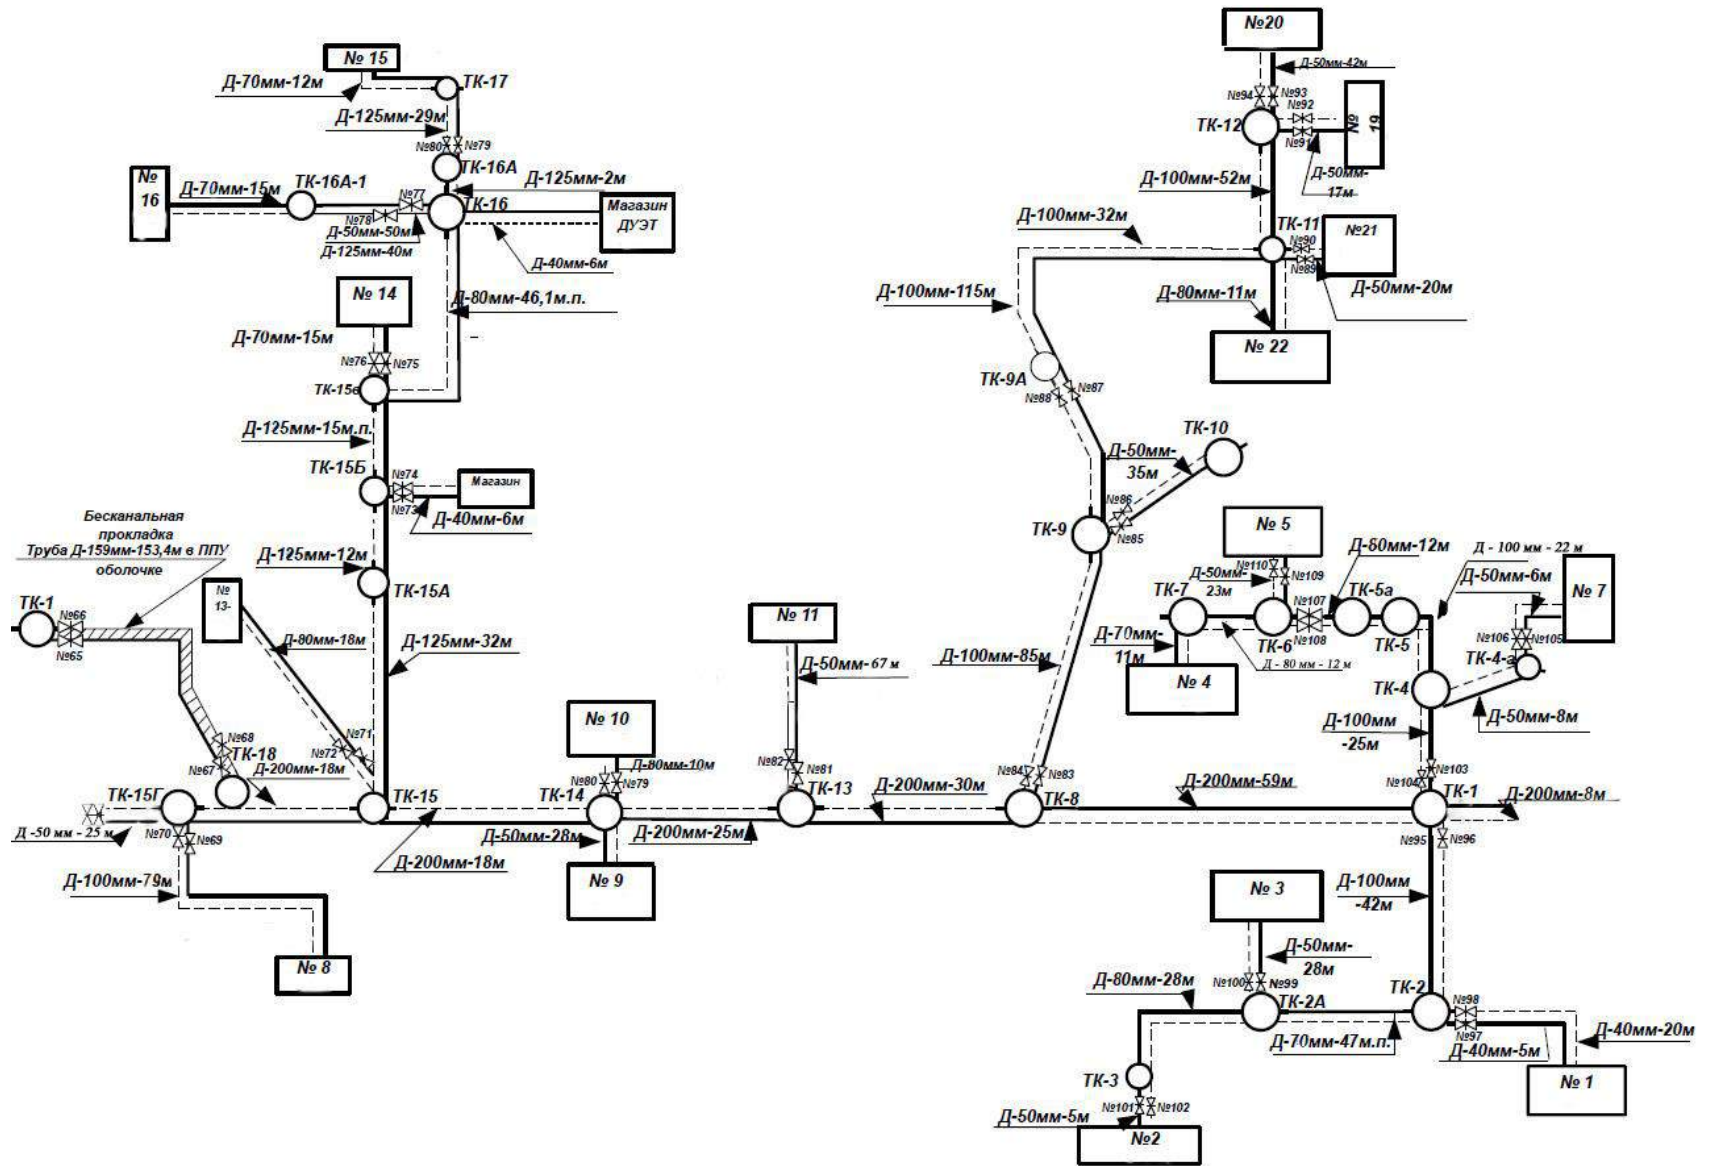 №20
№ 15
Д-50мм-42м
ТК-17
Д-70мм-12м
№94
№93
№92
№ 19
Д-125мм-29м
ТК-12
№91
№80
№79
ТК-16А
Д-50мм-
17м
№ 16
Д-70мм-15м
ТК-16А-1
№77
Д-125мм-2м
Д-100мм-52м
ТК-16
Магазин
ДУЭТ
№78
Д-50мм-50м
Д-125мм-40м
Д-100мм-32м
ТК-11
№90
№21
№89
Д-40мм-6м
№ 14
Д-80мм-46,1м.п.
Д-100мм-115м
Д-80мм-11м
Д-50мм-20м
Д-70мм-15м
№76
№75
№ 22
ТК-9А
№87
№88
ТК-15в
Д-125мм-15м.п.
ТК-10
Д-50мм-
35м
ТК-15Б
№74
Магазин
№73
Д-40мм-6м
№86
ТК-9
№85
Бесканальная
прокладка
Труба Д-159мм-153,4м в ППУ
оболочке
№ 5
Д-125мм-12м
№110
№109
Д-50мм-
23м
Д-80мм-12м
Д - 100 мм - 22 м
Д-50мм-6м
№ 7
ТК-1
№66
№65
№
13-
ТК-15А
ТК-7
№107
ТК-5а
№ 11
№108
ТК-6
ТК-5
№106
№105
Д-80мм-18м
Д-125мм-32м
Д-70мм-
11м
Д - 80 мм - 12 м
ТК-4-а
Д-100мм-85м
Д-50мм-67 м
№ 4
ТК-4
Д-50мм-8м
№ 10
Д-100мм
-25м
№68
ТК-18
№67
№71
№72
Д-200мм-18м
Д-80мм-10м
№82
№81
№84
№83
№103
№104
№80
№79
ТК-15Г
ТК-15
ТК-14
ТК-13
Д-200мм-30м
ТК-8
Д-200мм-59м
ТК-1
Д-200мм-8м
Д -50 мм - 25 м
№70
№69
Д-50мм-28м
Д-200мм-25м
№95
№96
Д-200мм-18м
Д-100мм-79м
№ 9
№ 3
Д-100мм
-42м
№ 8
Д-50мм-
28м
Д-80мм-28м
№100
№99
ТК-2А
ТК-2
№98
№97
Д-70мм-47м.п.
Д-40мм-5м
Д-40мм-20м
ТК-3
№ 1
№101
№102
Д-50мм-5м
№2